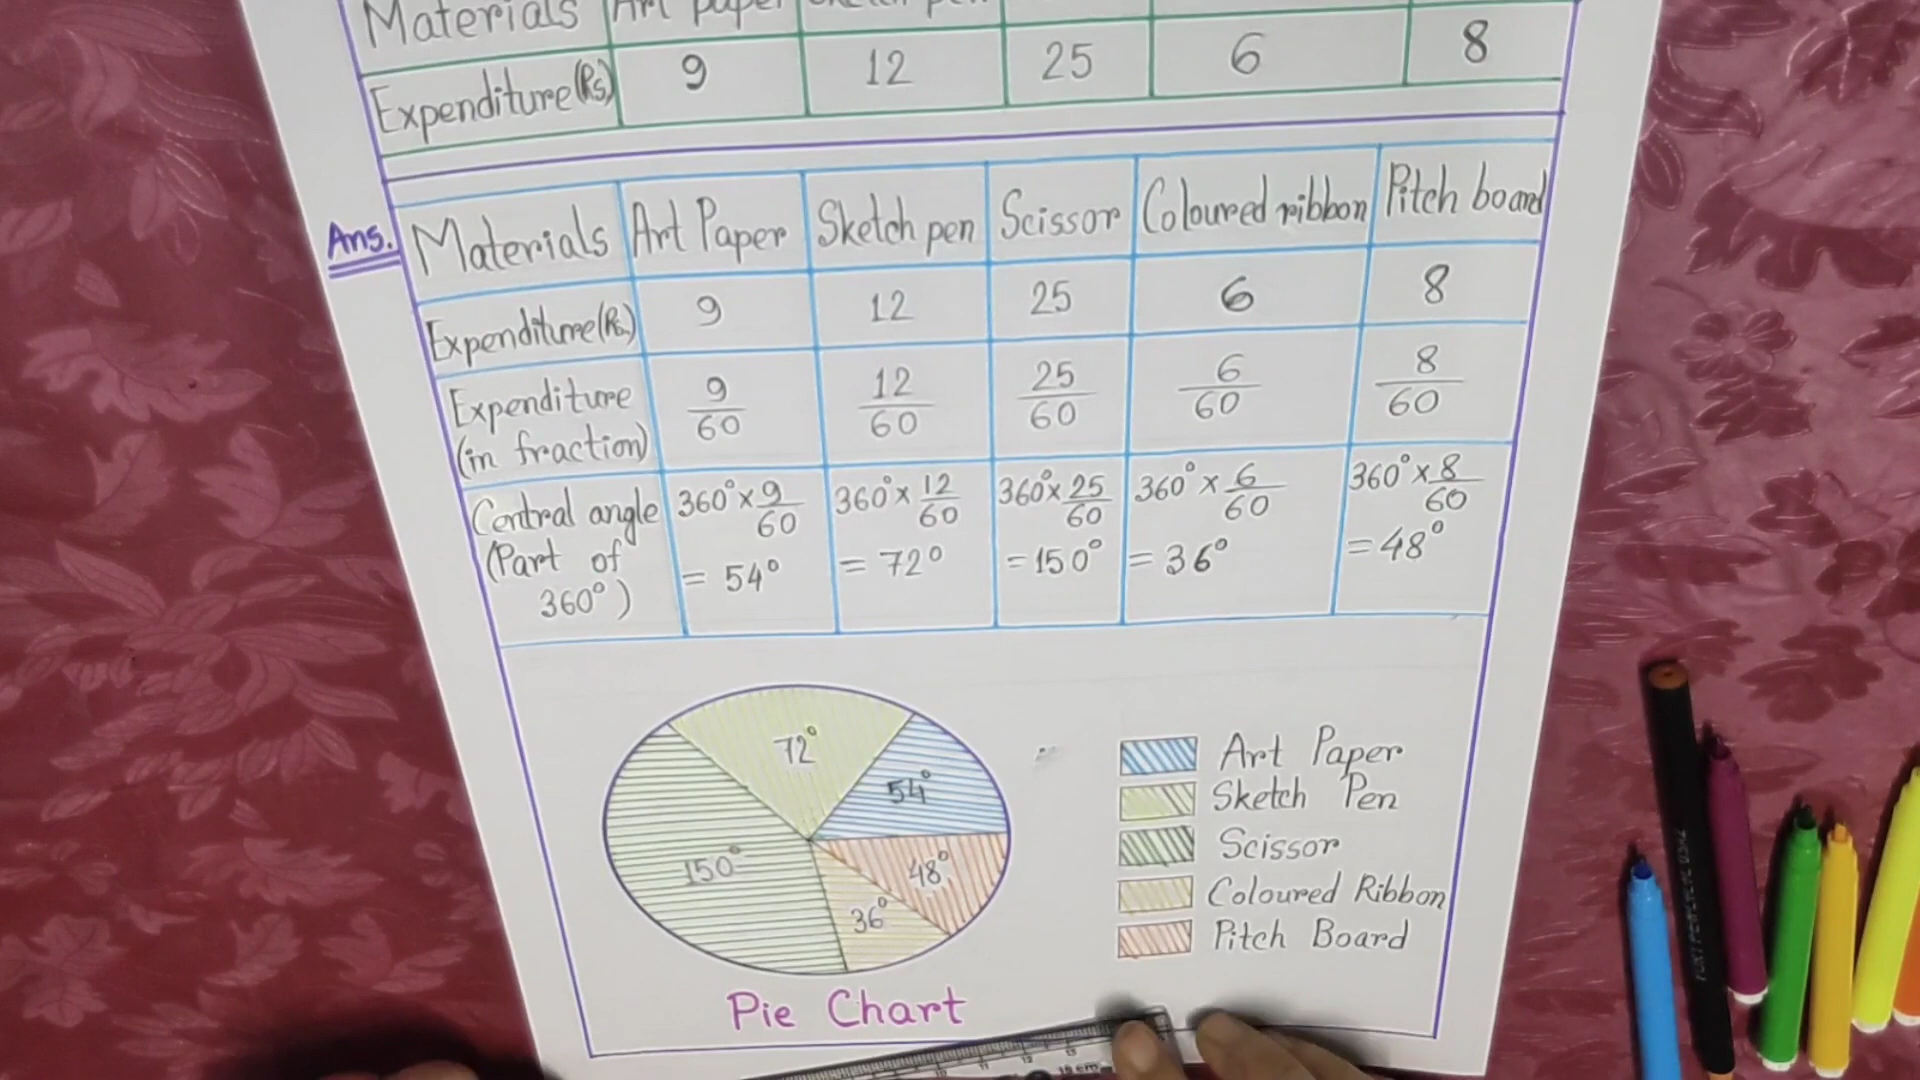 Materials Art paper Sketch pen
Expenditure(Rs) 9 12 25 6 8
Ans.
Materials Art Paper Sketch pen Scissor Coloured ribbon Pitch board
Expenditure(Rs.) 9 12 25 6 8
Expenditure (in fraction) 9/60 12/60 25/60 6/60 8/60
Central angle 360°×9/60 360°×12/60 360°×25/60 360°×6/60 360°×8/60
(Part of 360°) = 54° = 72° = 150° = 36° = 48°
72°
54°
150°
48°
36°
Art Paper
Sketch Pen
Scissor
Coloured Ribbon
Pitch Board
Pie Chart